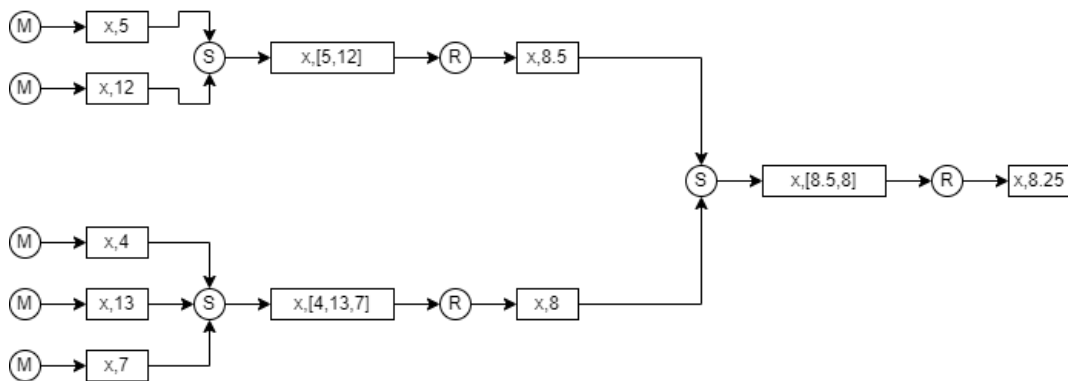 M
x,5
M
x,12
S
x,[5,12]
R
x,8.5
S
x,[8.5,8]
R
x,8.25
M
x,4
M
x,13
M
x,7
S
x,[4,13,7]
R
x,8